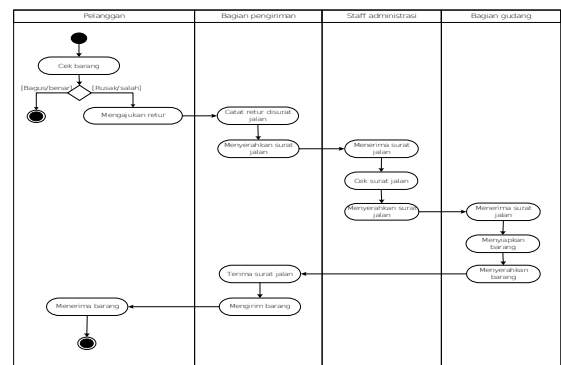 Pelanggan
Bagian pengiriman
Staff administrasi
Bagian gudang
Cek barang
[Bagus/benar]
[Rusak/salah]
Mengajukan retur
Catat retur disurat
jalan
Menyerahkan surat
jalan
Menerima surat
jalan
Cek surat jalan
Menyerahkan surat
jalan
Menerima surat
jalan
Menyiapkan
barang
Menyerahkan
barang
Terima surat jalan
Mengirim barang
Menerima barang